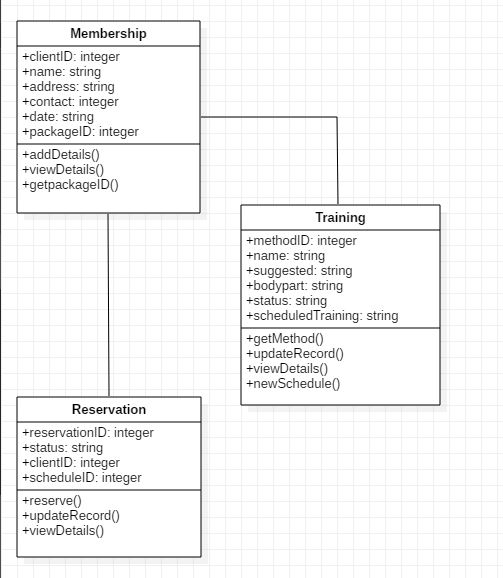 Membership
+clientID: integer
+name: string
+address: string
+contact: integer
+date: string
+packageID: integer
+addDetails()
+viewDetails()
+getpackageID()
Training
+methodID: integer
+name: string
+suggested: string
+bodypart: string
+status: string
+scheduledTraining: string
+getMethod()
+updateRecord()
+viewDetails()
+newSchedule()
Reservation
+reservationID: integer
+status: string
+clientID: integer
+scheduleID: integer
+reserve()
+updateRecord()
+viewDetails()